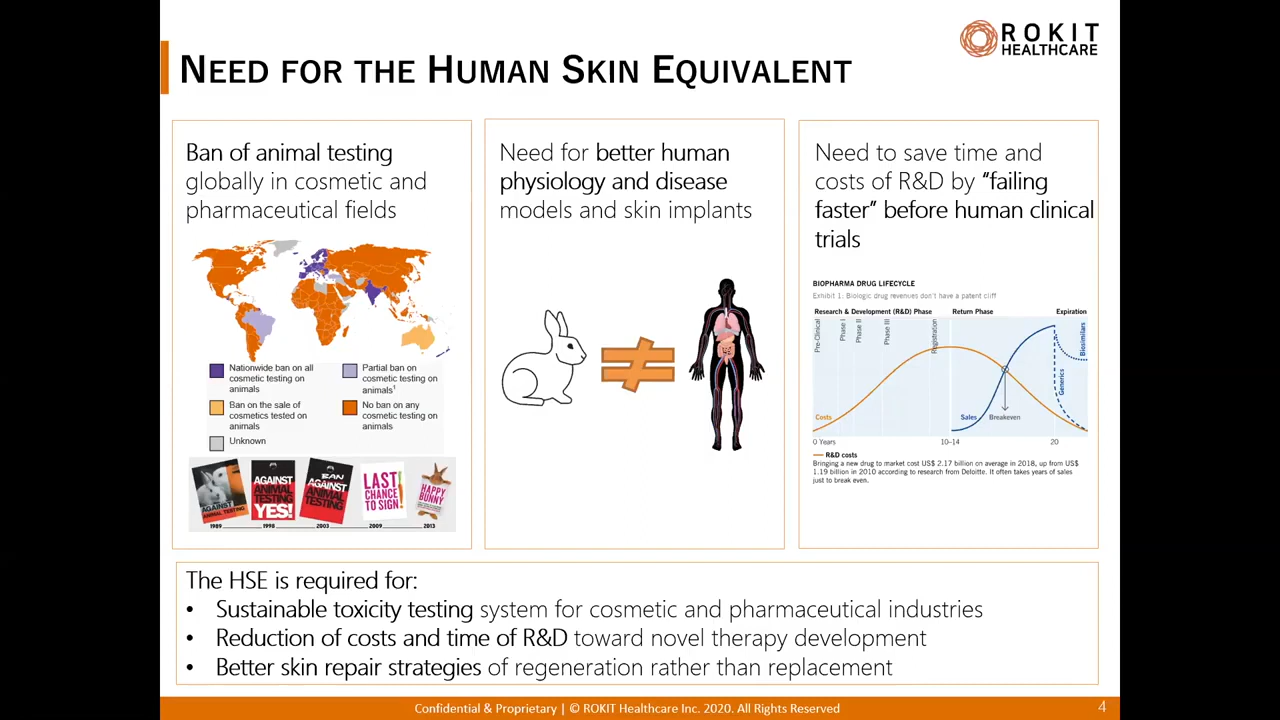 ROKIT
HEALTHCARE
NEED FOR THE HUMAN SKIN EQUIVALENT
Ban of animal testing
globally in cosmetic and
pharmaceutical fields
Nationwide ban on all
cosmetic testing on
animals
Partial ban on
cosmetic testing on
animals¹
Ban on the sale of
cosmetics tested on
animals
No ban on any
cosmetic testing on
animals
Unknown
AGAINST
ANIMAL TESTING
AGAINST
ANIMAL
TESTING
YES!
BAN
AGAINST
ANIMAL
TESTING
LAST
CHANCE
TO SIGN!
HAPPY
BUNNY
1989
1998
2003
2009
2013
Need for better human
physiology and disease
models and skin implants
Need to save time and
costs of R&D by “failing
faster” before human clinical
trials
BIOPHARMA DRUG LIFECYCLE
Exhibit 1: Biologic drug revenues don't have a patent cliff
Research & Development (R&D) Phase
Return Phase
Expiration
Pre-Clinical
Phase I
Phase II
Phase III
Registration
Biosimilars
Generics
Costs
Sales
Breakeven
0 Years
10–14
20
R&D costs
Bringing a new drug to market cost US$ 2.17 billion on average in 2018, up from US$
1.19 billion in 2010 according to research from Deloitte. It often takes years of sales
just to break even.
The HSE is required for:
• Sustainable toxicity testing system for cosmetic and pharmaceutical industries
• Reduction of costs and time of R&D toward novel therapy development
• Better skin repair strategies of regeneration rather than replacement
Confidential & Proprietary | © ROKIT Healthcare Inc. 2020. All Rights Reserved
4